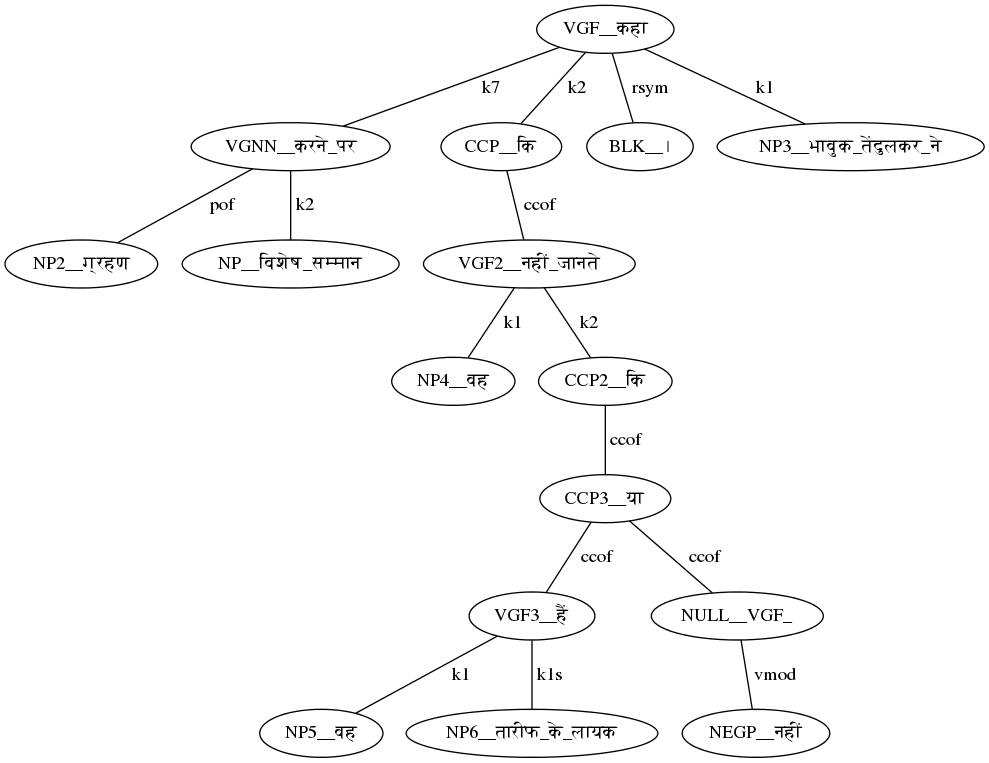 VGF__कहा
k7 k2 rsym k1
VGNN__करने_पर CCP__कि BLK__। NP3__भावुक_तेंदुलकर_ने
pof k2 ccof
NP2__ग्रहण NP__विशेष_सम्मान VGF2__नहीं_जानते
k1 k2
NP4__वह CCP2__कि
ccof
CCP3__या
ccof ccof
VGF3__हैं NULL__VGF_
k1 k1s vmod
NP5__वह NP6__तारीफ_के_लायक NEGP__नहीं